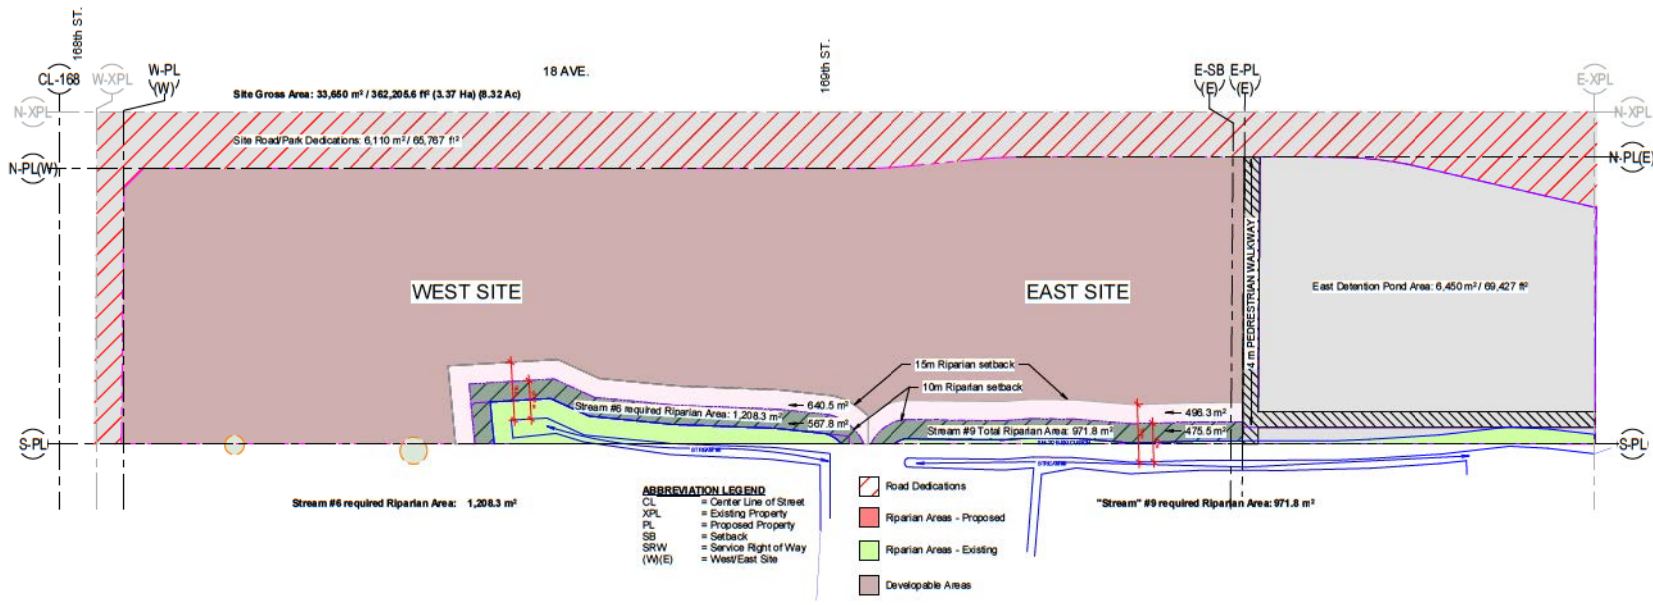 168th ST.
18 AVE.
169th ST.
CL-168
W-XPL
W-PL
(W)
E-SB
(E)
E-PL
(E)
E-XPL
Site Gross Area: 33,650 m² / 362,205.6 ft² (3.37 Ha) (8.32 Ac)
N-XPL
N-XPL
Site Road/Park Dedications: 6,110 m² / 65,767 ft²
N-PL(W)
N-PL(E)
4 m PEDRESTRIAN WALKWAY
WEST SITE
EAST SITE
East Detention Pond Area: 6,450 m² / 69,427 ft²
15m Riparian setback
10m Riparian setback
Stream #6 required Riparian Area: 1,208.3 m²
640.5 m²
567.8 m²
496.3 m²
Stream #9 Total Riparian Area: 971.8 m²
475.5 m²
S-PL
S-PL
Stream #6 required Riparian Area: 1,208.3 m²
"Stream" #9 required Riparian Area: 971.8 m²
ABBREVIATION LEGEND
CL = Center Line of Street
XPL = Existing Property
PL = Proposed Property
SB = Setback
SRW = Service Right of Way
(W)(E) = West/East Site
Road Dedications
Riparian Areas - Proposed
Riparian Areas - Existing
Developable Areas